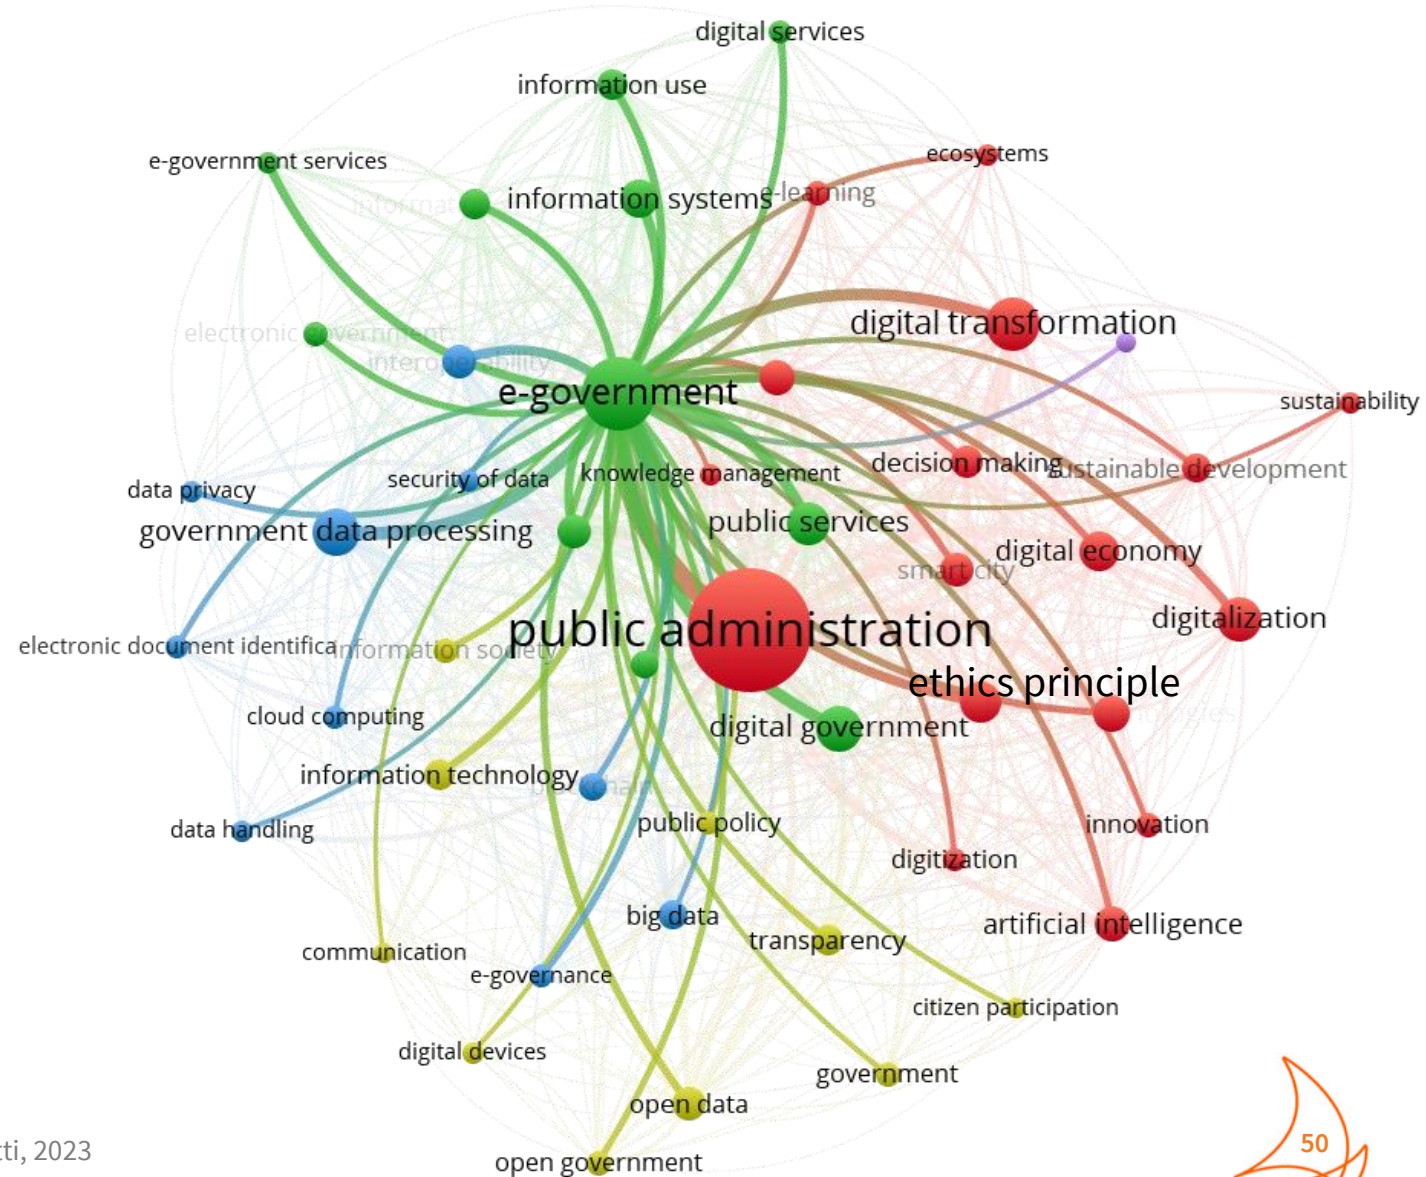 digital services
information use
ecosystems
e-government services
e-learning
information systems
digital transformation
electronic government
interoperability
e-government
sustainability
decision making
sustainable development
knowledge management
security of data
data privacy
public services
government data processing
digital economy
smart city
digitalization
public administration
electronic document identifica
information society
ethics principle
cloud computing
digital government
information technology
blockchain
public policy
innovation
data handling
digitization
big data
artificial intelligence
transparency
communication
e-governance
citizen participation
digital devices
government
open data
tti, 2023
50
open government